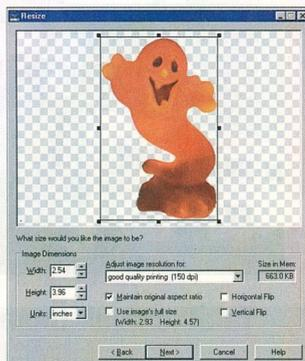 Resize
What size would you like the image to be?
Image Dimensions
Width: 2.54
Height: 3.96
Units: inches
Adjust image resolution for:
good quality printing (150 dpi)
Maintain original aspect ratio
Use image's full size
(Width: 2.93 Height: 4.57)
Size in Mem:
663.0 KB
Horizontal Flip
Vertical Flip
< Back
Next >
Cancel
Help